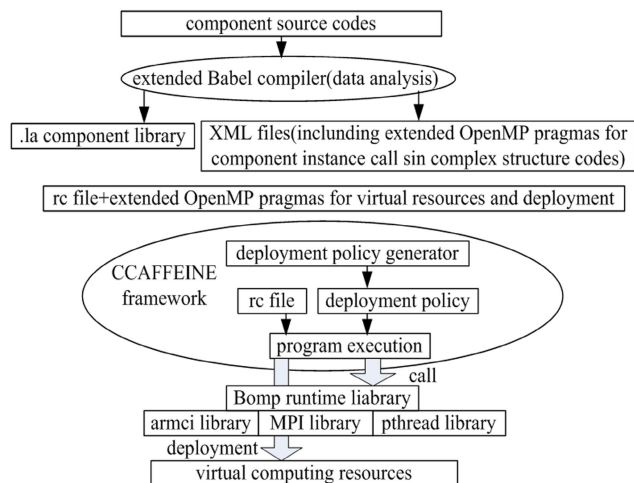 component source codes
extended Babel compiler(data analysis)
.la component library
XML files(inclunding extended OpenMP pragmas for
component instance call sin complex structure codes)
rc file+extended OpenMP pragmas for virtual resources and deployment
CCAFFEINE
framework
deployment policy generator
rc file
deployment policy
program execution
call
Bomp runtime liabrary
armci library
MPI library
pthread library
deployment
virtual computing resources